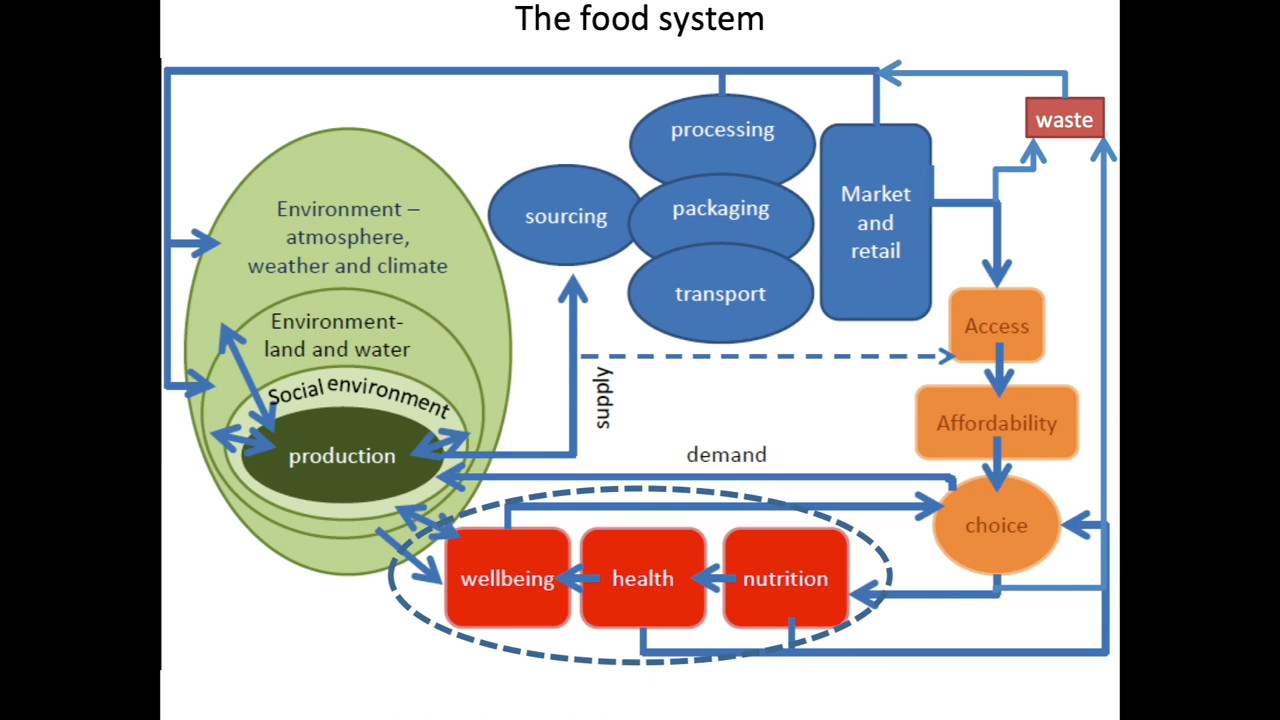 The food system
processing
waste
Environment –
atmosphere,
weather and climate
sourcing
packaging
Market
and
retail
transport
Environment-
land and water
Access
Social environment
supply
Affordability
production
demand
choice
wellbeing
health
nutrition